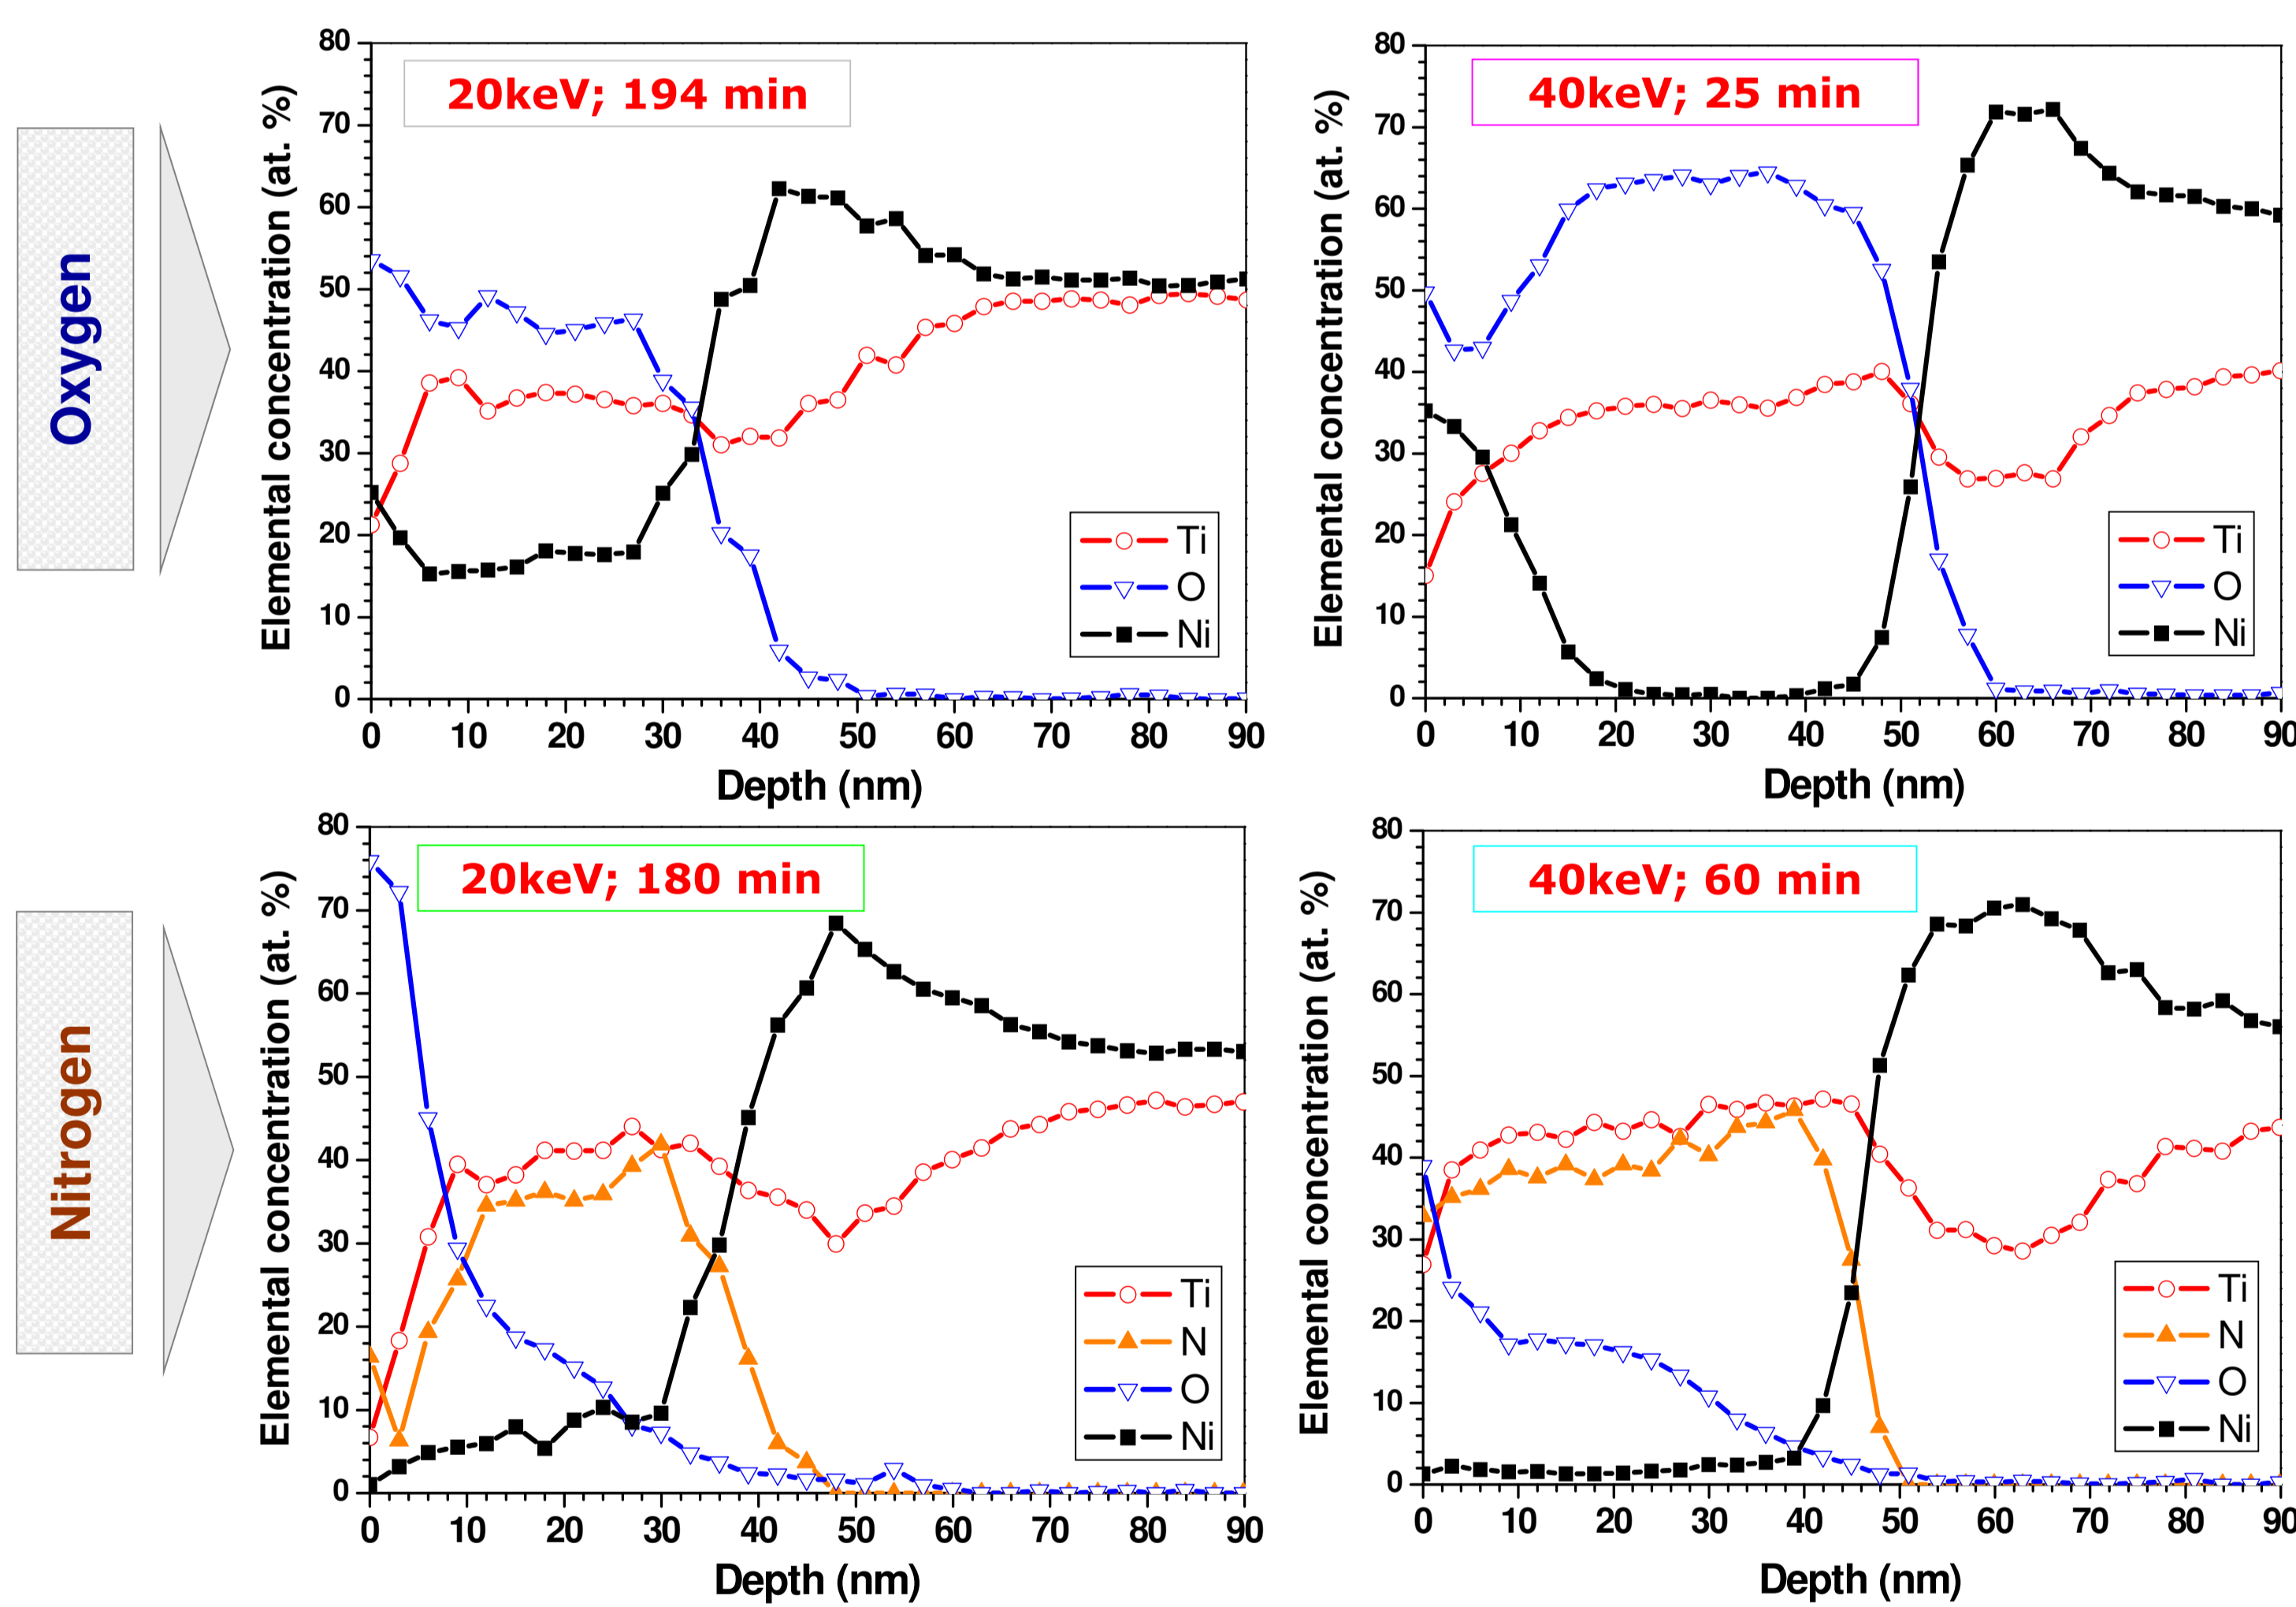 Oxygen
20keV; 194 min
Elemental concentration (at. %)
80
70
60
50
40
30
20
10
0
Ti
O
Ni
0 10 20 30 40 50 60 70 80 90
Depth (nm)
40keV; 25 min
Elemental concentration (at. %)
80
70
60
50
40
30
20
10
0
Ti
O
Ni
0 10 20 30 40 50 60 70 80 90
Depth (nm)
Nitrogen
20keV; 180 min
Elemental concentration (at. %)
80
70
60
50
40
30
20
10
0
Ti
N
O
Ni
0 10 20 30 40 50 60 70 80 90
Depth (nm)
40keV; 60 min
Elemental concentration (at. %)
80
70
60
50
40
30
20
10
0
Ti
N
O
Ni
0 10 20 30 40 50 60 70 80 90
Depth (nm)